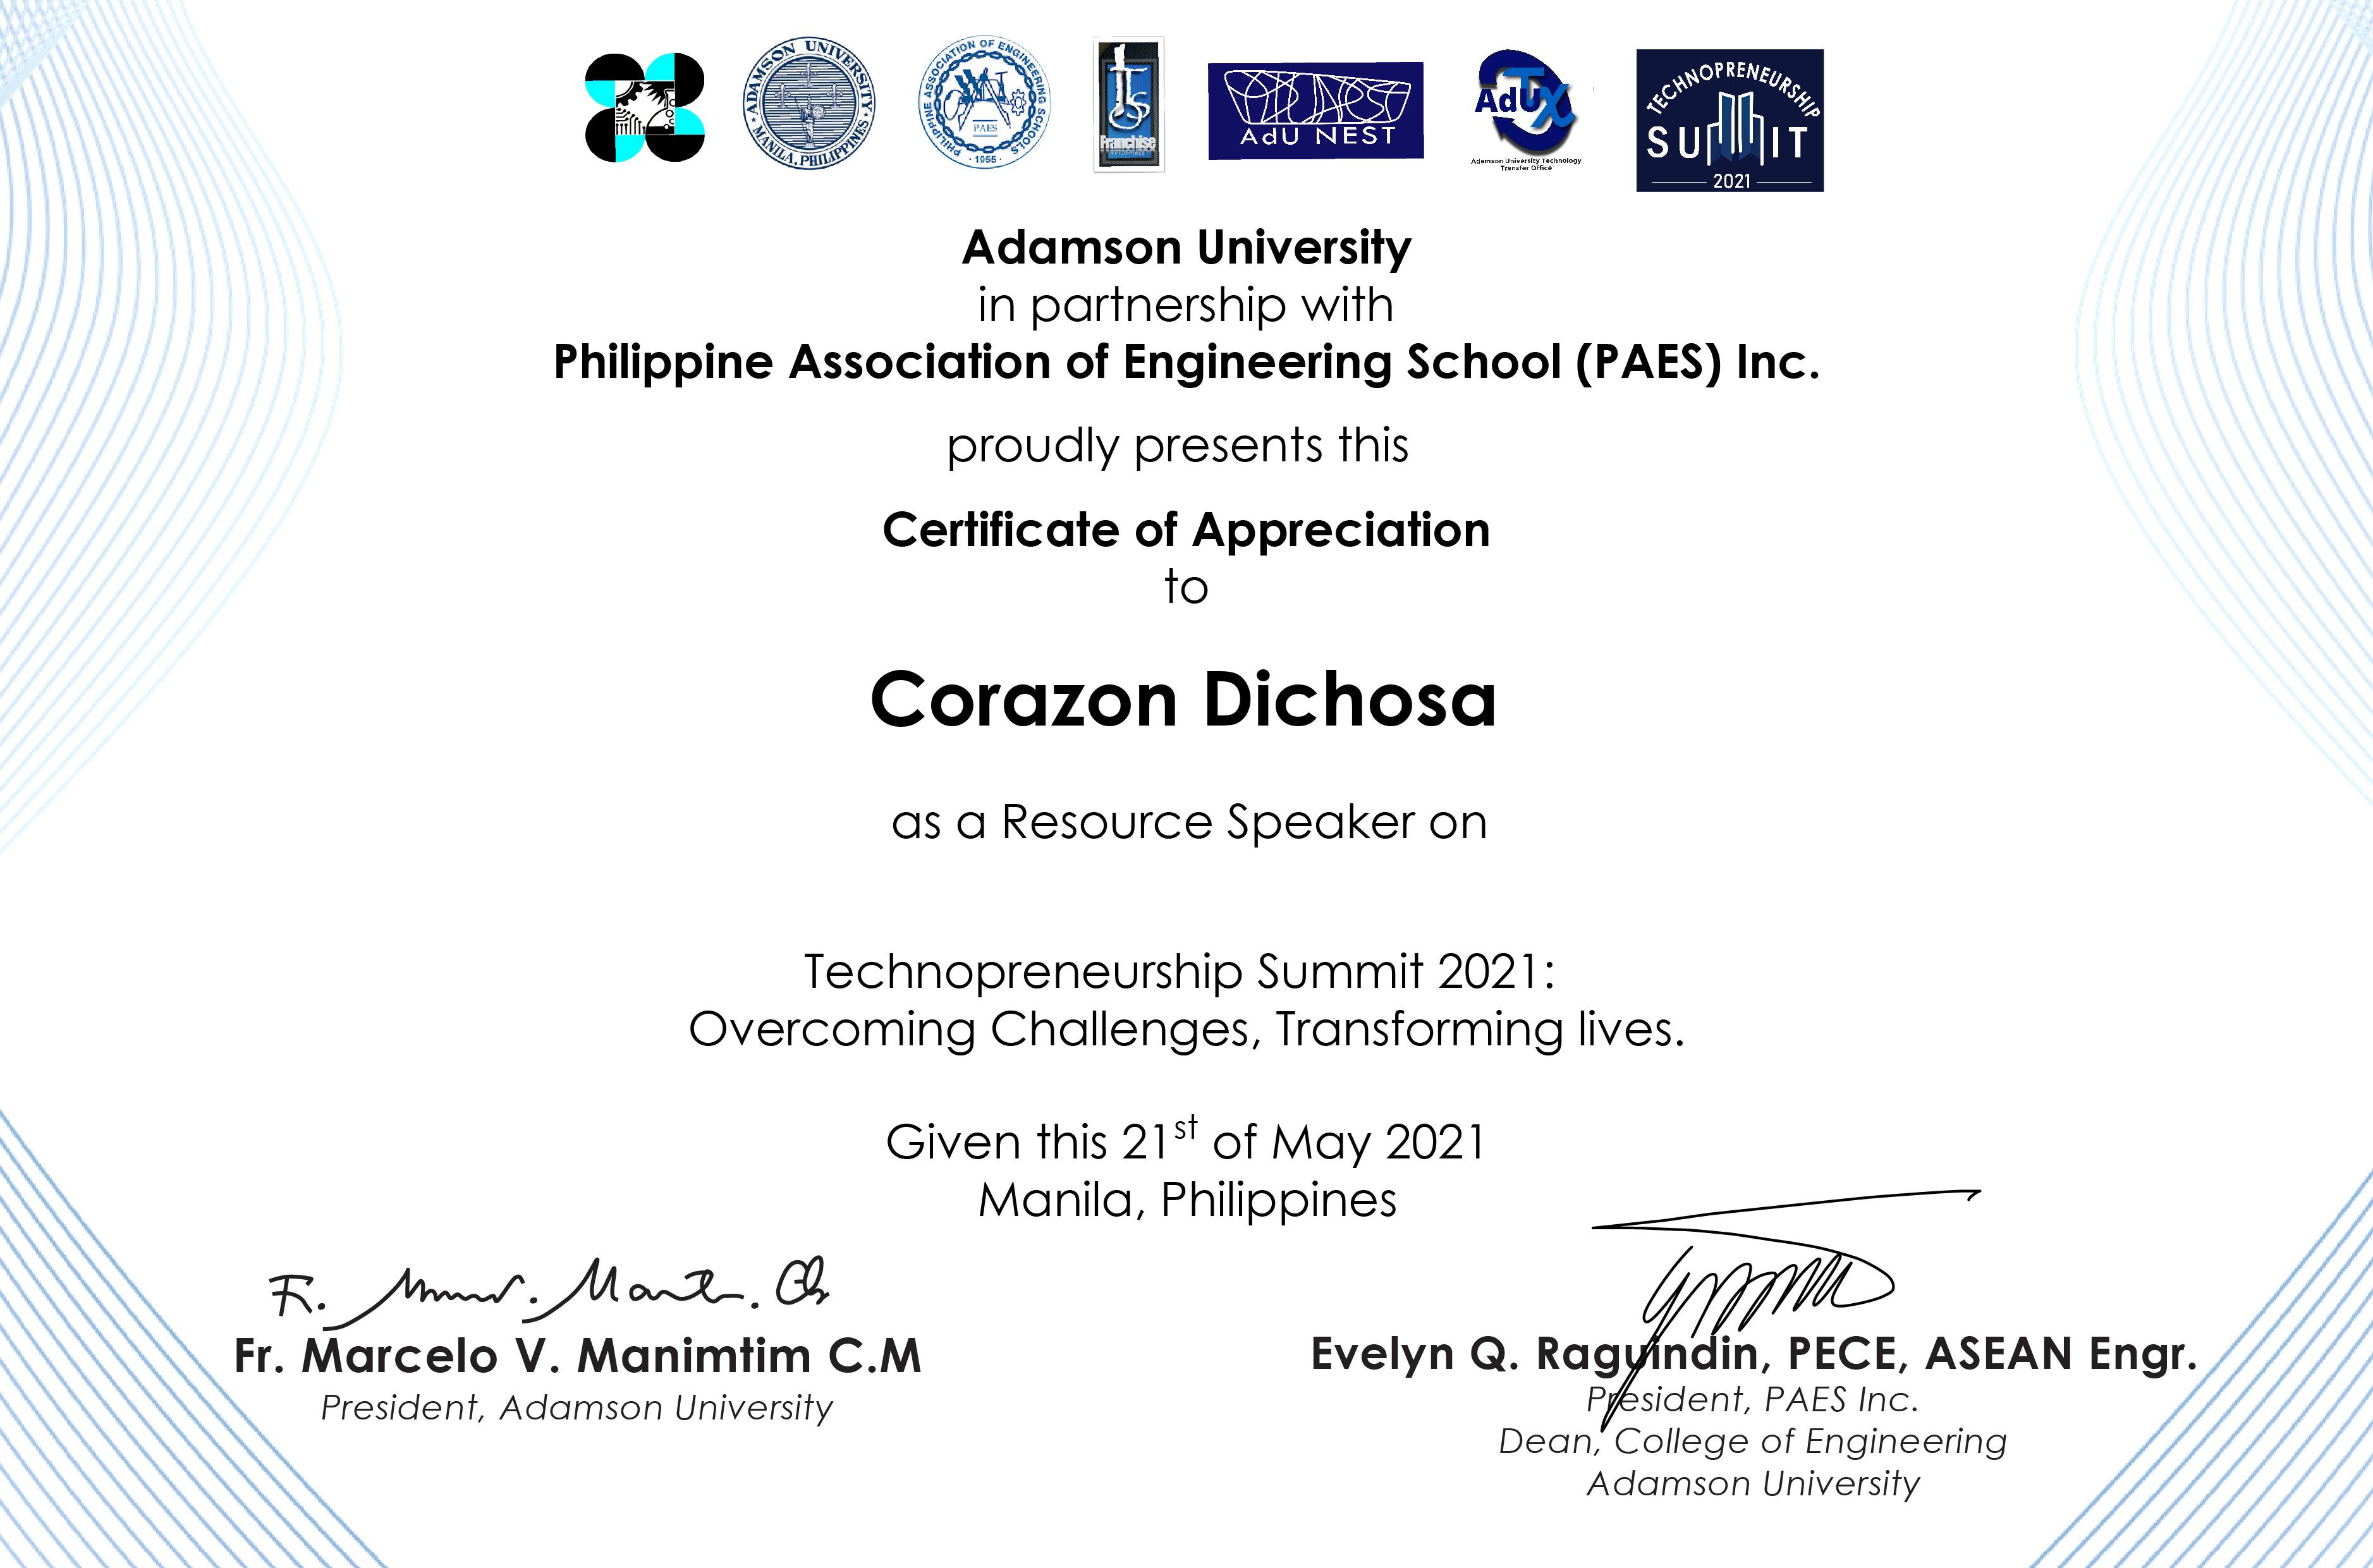 ADAMSON UNIVERSITY
MANILA, PHILIPPINES
PHILIPPINE ASSOCIATION OF ENGINEERING SCHOOLS
PAES
1955
Franchise
AdU NEST
AdUTX
Adamson University Technology
Transfer Office
TECHNOPRENEURSHIP
SUMMIT
2021
Adamson University
in partnership with
Philippine Association of Engineering School (PAES) Inc.
proudly presents this
Certificate of Appreciation
to
Corazon Dichosa
as a Resource Speaker on
Technopreneurship Summit 2021:
Overcoming Challenges, Transforming lives.
Given this 21st of May 2021
Manila, Philippines
Fr. Marcelo V. Manimtim C.M
President, Adamson University
Evelyn Q. Raguindin, PECE, ASEAN Engr.
President, PAES Inc.
Dean, College of Engineering
Adamson University